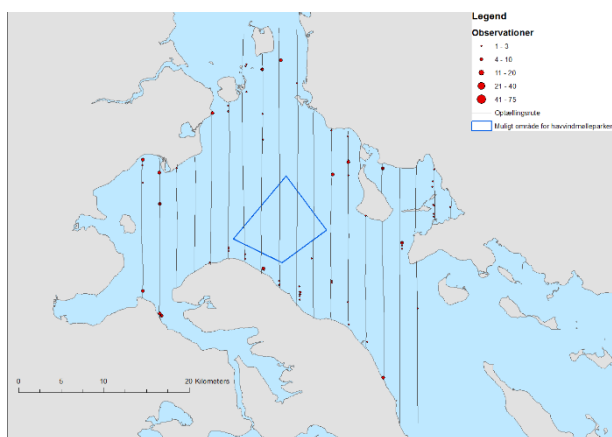 Legend
Observationer
1 - 3
4 - 10
11 - 20
21 - 40
41 - 75
Optællingsrute
Muligt område for havvindmølleparker
0 5 10 20 Kilometers